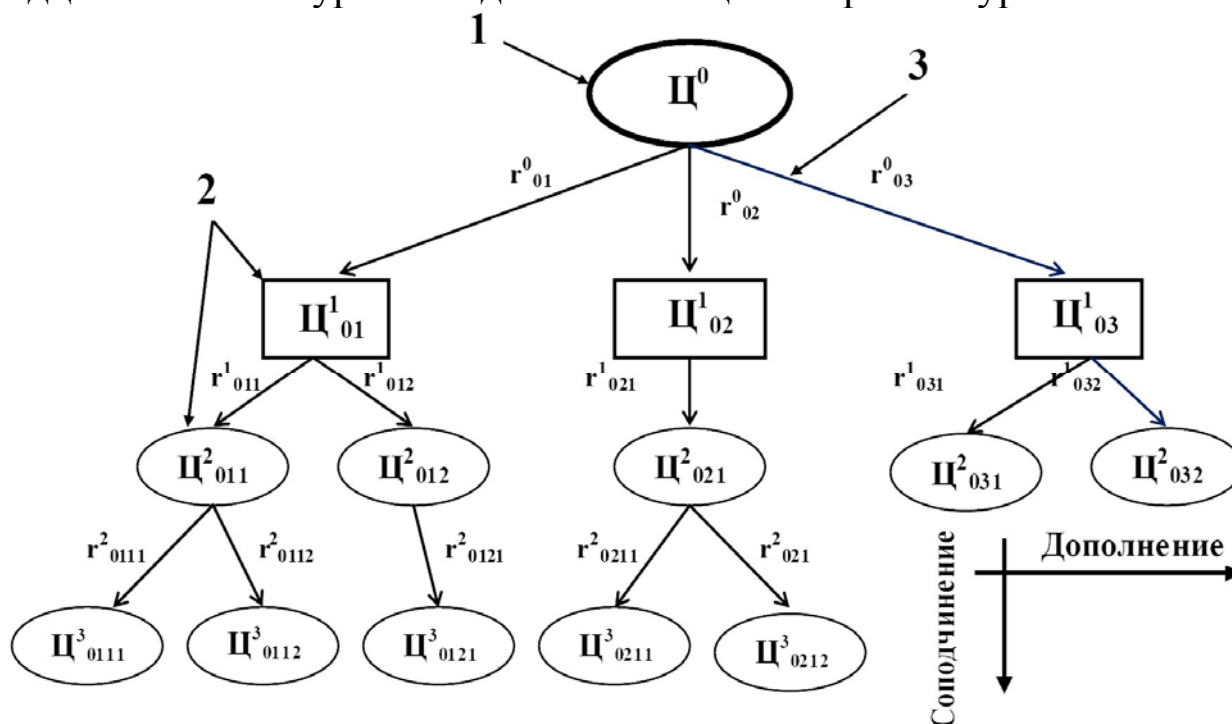 1
Ц⁰
3
r⁰₀₁
r⁰₀₂
r⁰₀₃
2
Ц¹₀₁
Ц¹₀₂
Ц¹₀₃
r¹₀₁₁
r¹₀₁₂
r¹₀₂₁
r¹₀₃₁
r¹₀₃₂
Ц²₀₁₁
Ц²₀₁₂
Ц²₀₂₁
Ц²₀₃₁
Ц²₀₃₂
r²₀₁₁₁
r²₀₁₁₂
r²₀₁₂₁
r²₀₂₁₁
r²₀₂₁
Дополнение
Соподчинение
Ц³₀₁₁₁
Ц³₀₁₁₂
Ц³₀₁₂₁
Ц³₀₂₁₁
Ц³₀₂₁₂